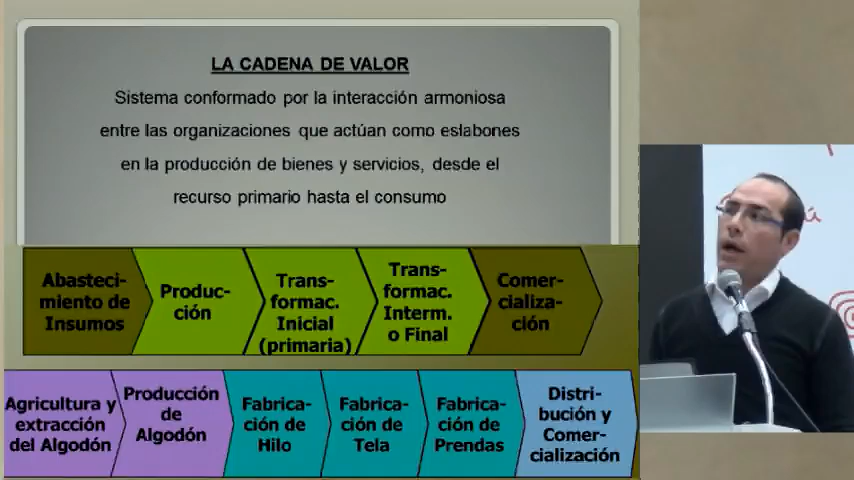 LA CADENA DE VALOR
Sistema conformado por la interacción armoniosa
entre las organizaciones que actúan como eslabones
en la producción de bienes y servicios, desde el
recurso primario hasta el consumo
Abasteci-
miento de
Insumos
Produc-
ción
Trans-
formac.
Inicial
(primaria)
Trans-
formac.
Interm.
o Final
Comer-
cializa-
ción
Agricultura y
extracción
del Algodón
Producción
de
Algodón
Fabrica-
ción de
Hilo
Fabrica-
ción de
Tela
Fabrica-
ción de
Prendas
Distri-
bución y
Comer-
cialización